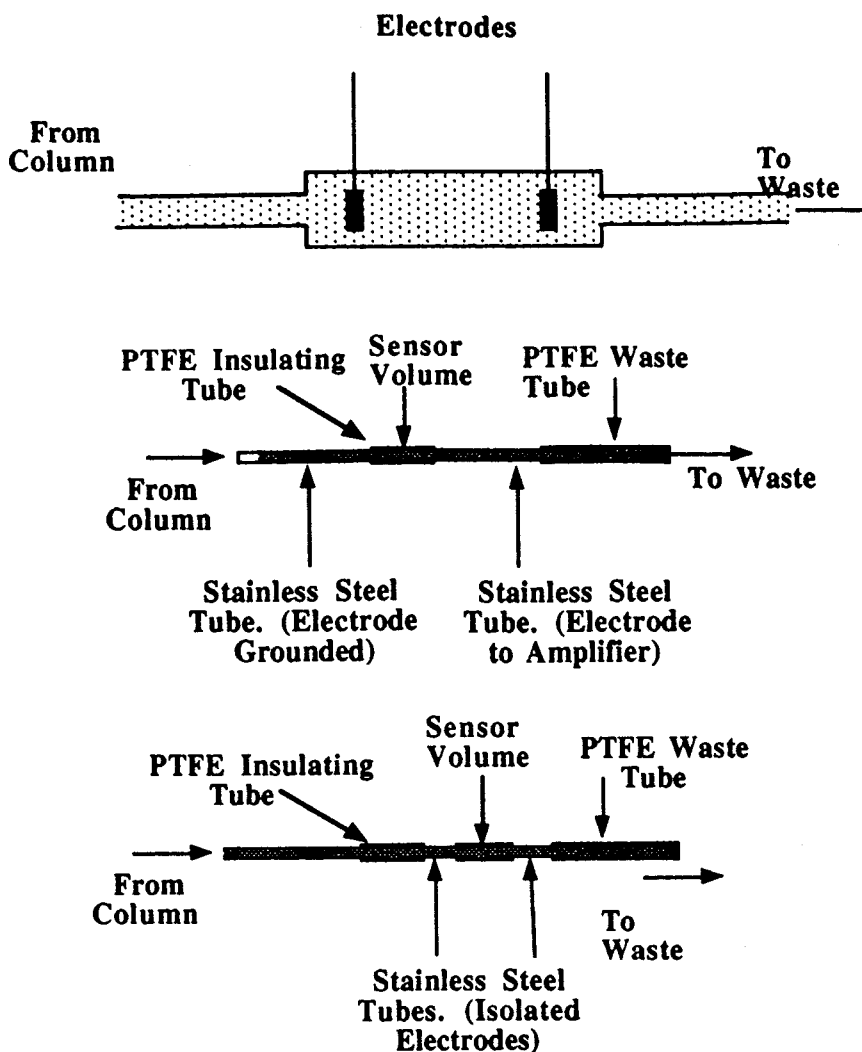 Electrodes
From
Column
To
Waste
PTFE Insulating
Tube
Sensor
Volume
PTFE Waste
Tube
From
Column
To Waste
Stainless Steel
Tube. (Electrode
Grounded)
Stainless Steel
Tube. (Electrode
to Amplifier)
PTFE Insulating
Tube
Sensor
Volume
PTFE Waste
Tube
From
Column
To
Waste
Stainless Steel
Tubes. (Isolated
Electrodes)